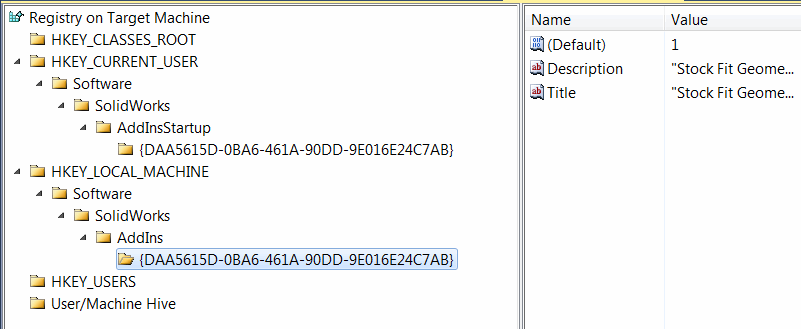 Registry on Target Machine
HKEY_CLASSES_ROOT
HKEY_CURRENT_USER
Software
SolidWorks
AddInsStartup
{DAA5615D-0BA6-461A-90DD-9E016E24C7AB}
HKEY_LOCAL_MACHINE
Software
SolidWorks
AddIns
{DAA5615D-0BA6-461A-90DD-9E016E24C7AB}
HKEY_USERS
User/Machine Hive
Name Value
(Default) 1
Description "Stock Fit Geome...
Title "Stock Fit Geome...